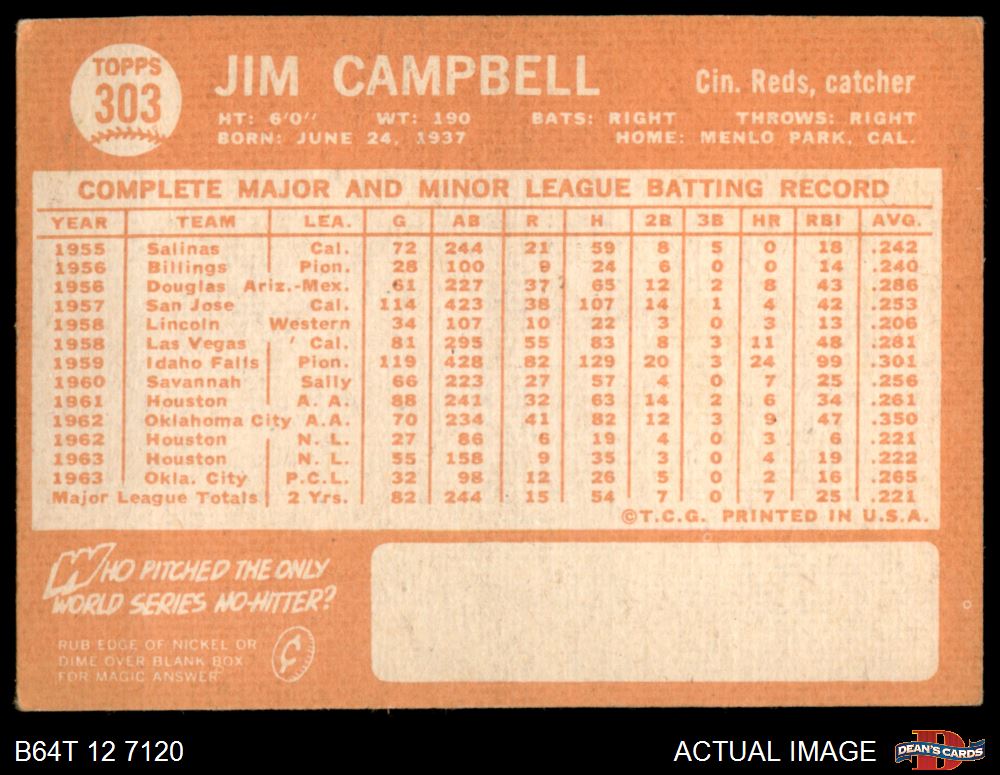 TOPPS
303
JIM CAMPBELL
Cin. Reds, catcher
HT: 6'0" WT: 190 BATS: RIGHT THROWS: RIGHT
BORN: JUNE 24, 1937 HOME: MENLO PARK, CAL.
COMPLETE MAJOR AND MINOR LEAGUE BATTING RECORD
YEAR TEAM LEA. G AB R H 2B 3B HR RBI AVG.
1955 Salinas Cal. 72 244 21 59 8 5 0 18 .242
1956 Billings Pion. 28 100 9 24 6 0 0 14 .240
1956 Douglas Ariz.-Mex. 61 227 37 65 12 2 8 43 .286
1957 San Jose Cal. 114 423 38 107 14 1 4 42 .253
1958 Lincoln Western 34 107 10 22 3 0 3 13 .206
1958 Las Vegas Cal. 81 295 55 83 8 3 11 48 .281
1959 Idaho Falls Pion. 119 428 82 129 20 3 24 99 .301
1960 Savannah Sally 66 223 27 57 4 0 7 25 .256
1961 Houston A. A. 88 241 32 63 14 2 6 34 .261
1962 Oklahoma City A.A. 70 234 41 82 12 3 9 47 .350
1962 Houston N. L. 27 86 6 19 4 0 3 6 .221
1963 Houston N. L. 55 158 9 35 3 0 4 19 .222
1963 Okla. City P.C.L. 32 98 12 26 5 0 2 16 .265
Major League Totals 2 Yrs. 82 244 15 54 7 0 7 25 .221
©T.C.G. PRINTED IN U.S.A.
WHO PITCHED THE ONLY
WORLD SERIES NO-HITTER?
RUB EDGE OF NICKEL OR
DIME OVER BLANK BOX
FOR MAGIC ANSWER
B64T 12 7120
ACTUAL IMAGE
DEAN'S CARDS